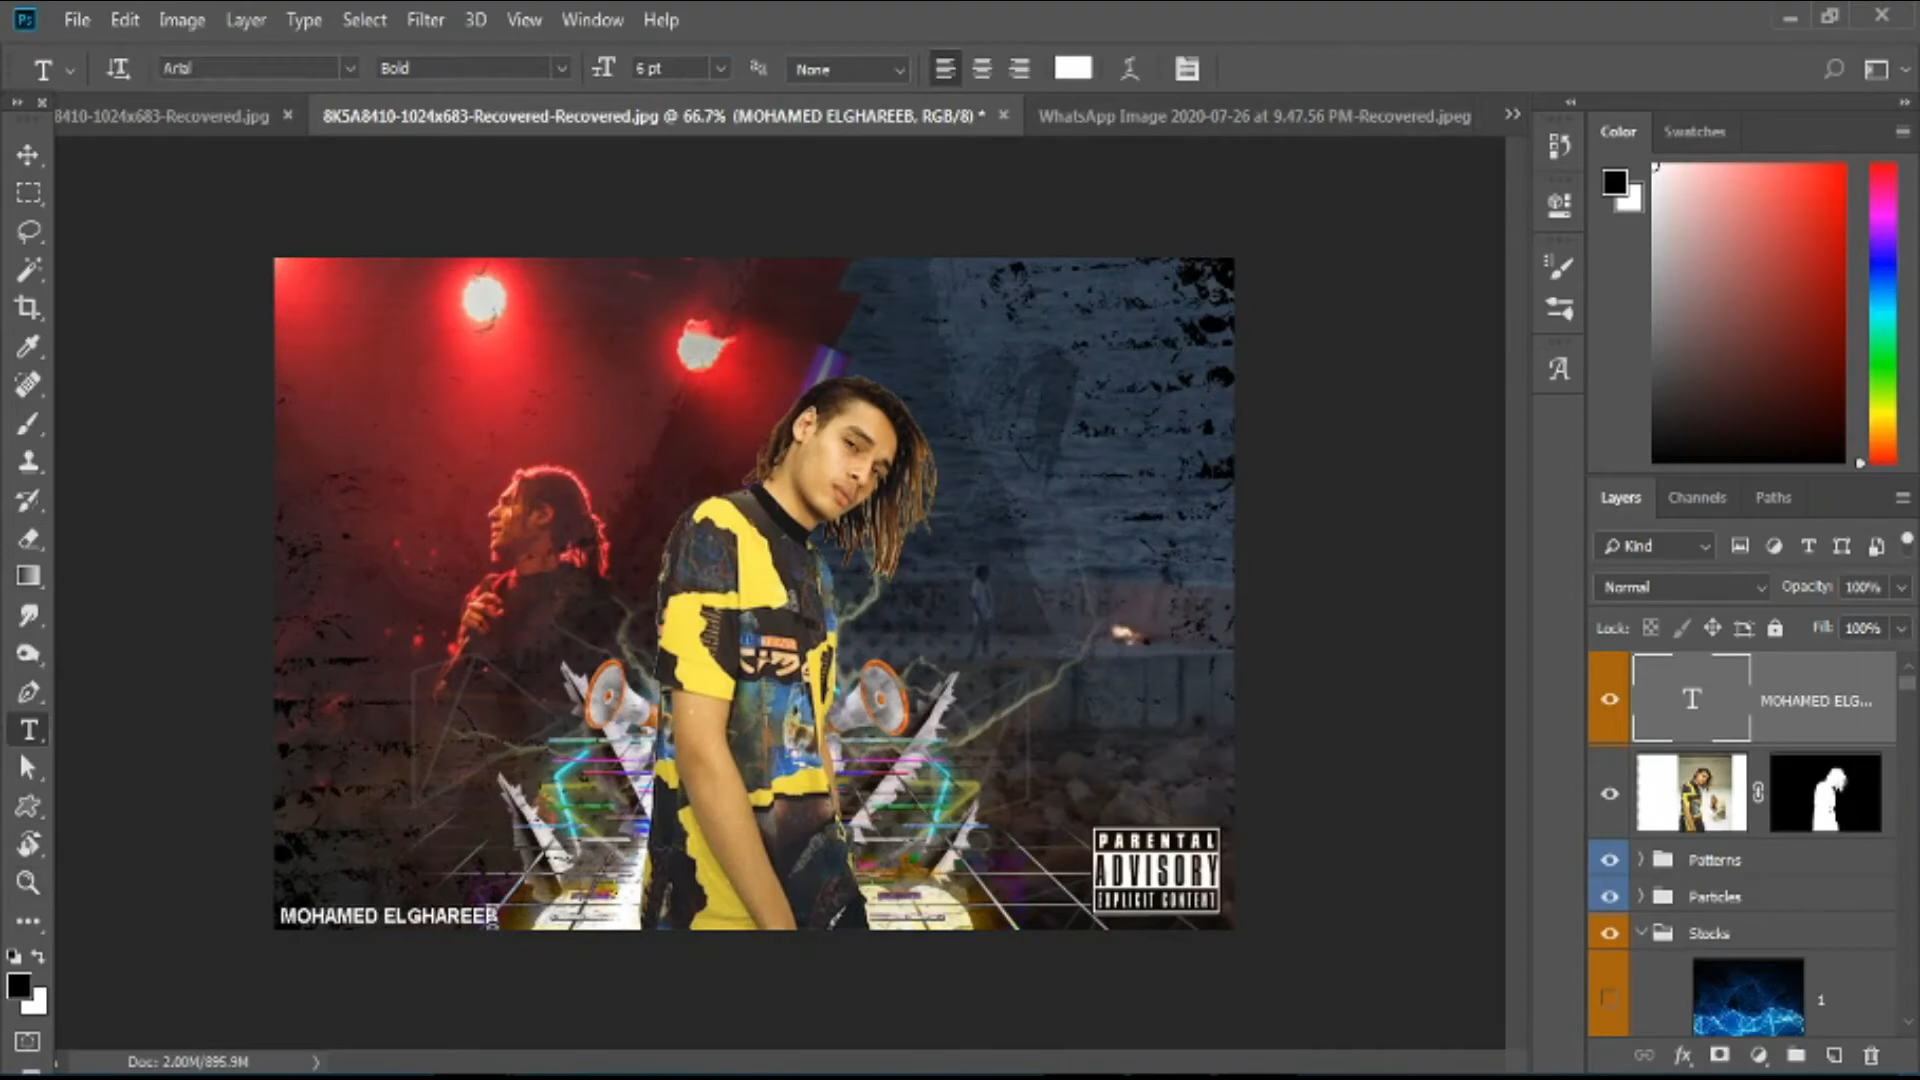 Ps File Edit Image Layer Type Select Filter 3D View Window Help
T Arial Bold 6 pt None
8410-1024x683-Recovered.jpg × 8K5A8410-1024x683-Recovered-Recovered.jpg @ 66.7% (MOHAMED ELGHAREEB, RGB/8) * × WhatsApp Image 2020-07-26 at 9.47.56 PM-Recovered.jpeg
Color Swatches
Layers Channels Paths
Kind
Normal Opacity: 100%
Lock: Fill: 100%
T MOHAMED ELG...
Patterns
Particles
Stocks
1
PARENTAL
ADVISORY
EXPLICIT CONTENT
MOHAMED ELGHAREEB
Doc: 2.00M/895.9M